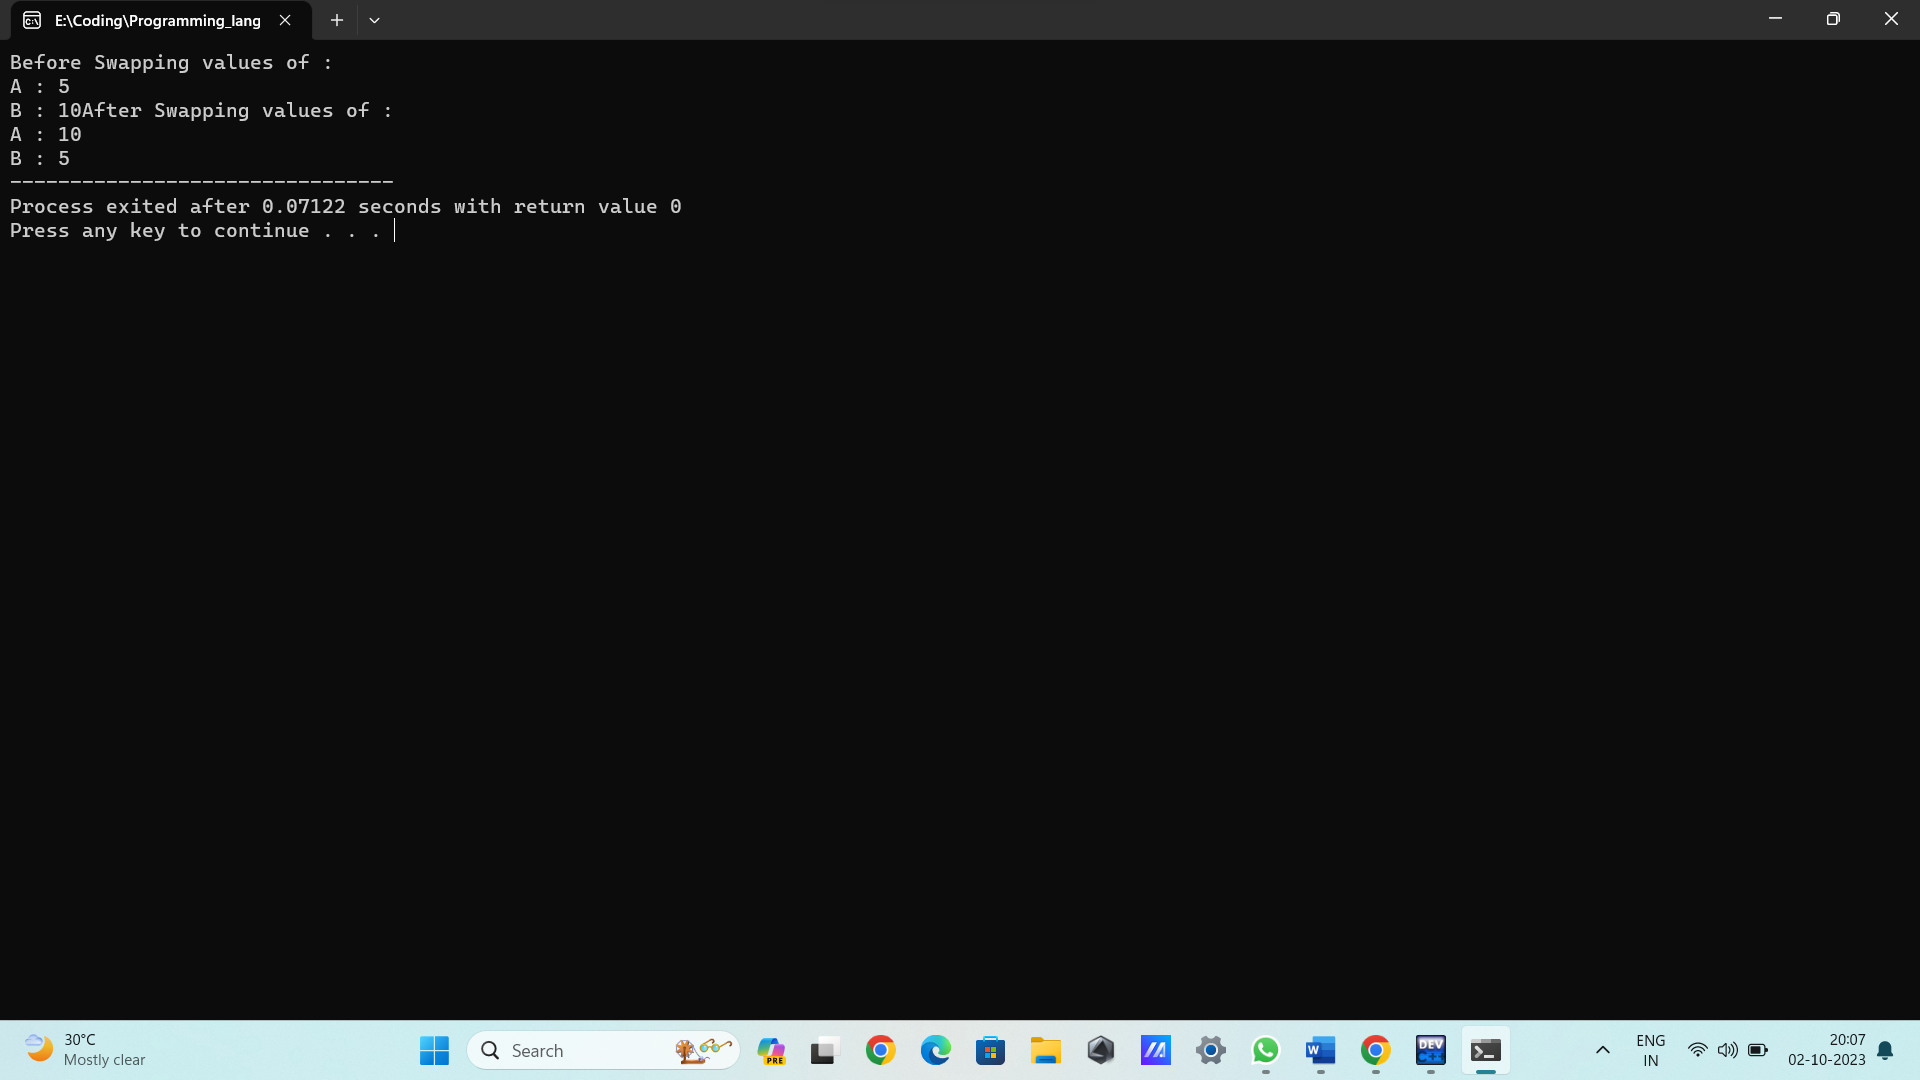 E:\Coding\Programming_lang
Before Swapping values of :
A : 5
B : 10After Swapping values of :
A : 10
B : 5
--------------------------------
Process exited after 0.07122 seconds with return value 0
Press any key to continue . . .
30°C
Mostly clear
Search
PRE
W
DEV
C++
ENG
IN
20:07
02-10-2023